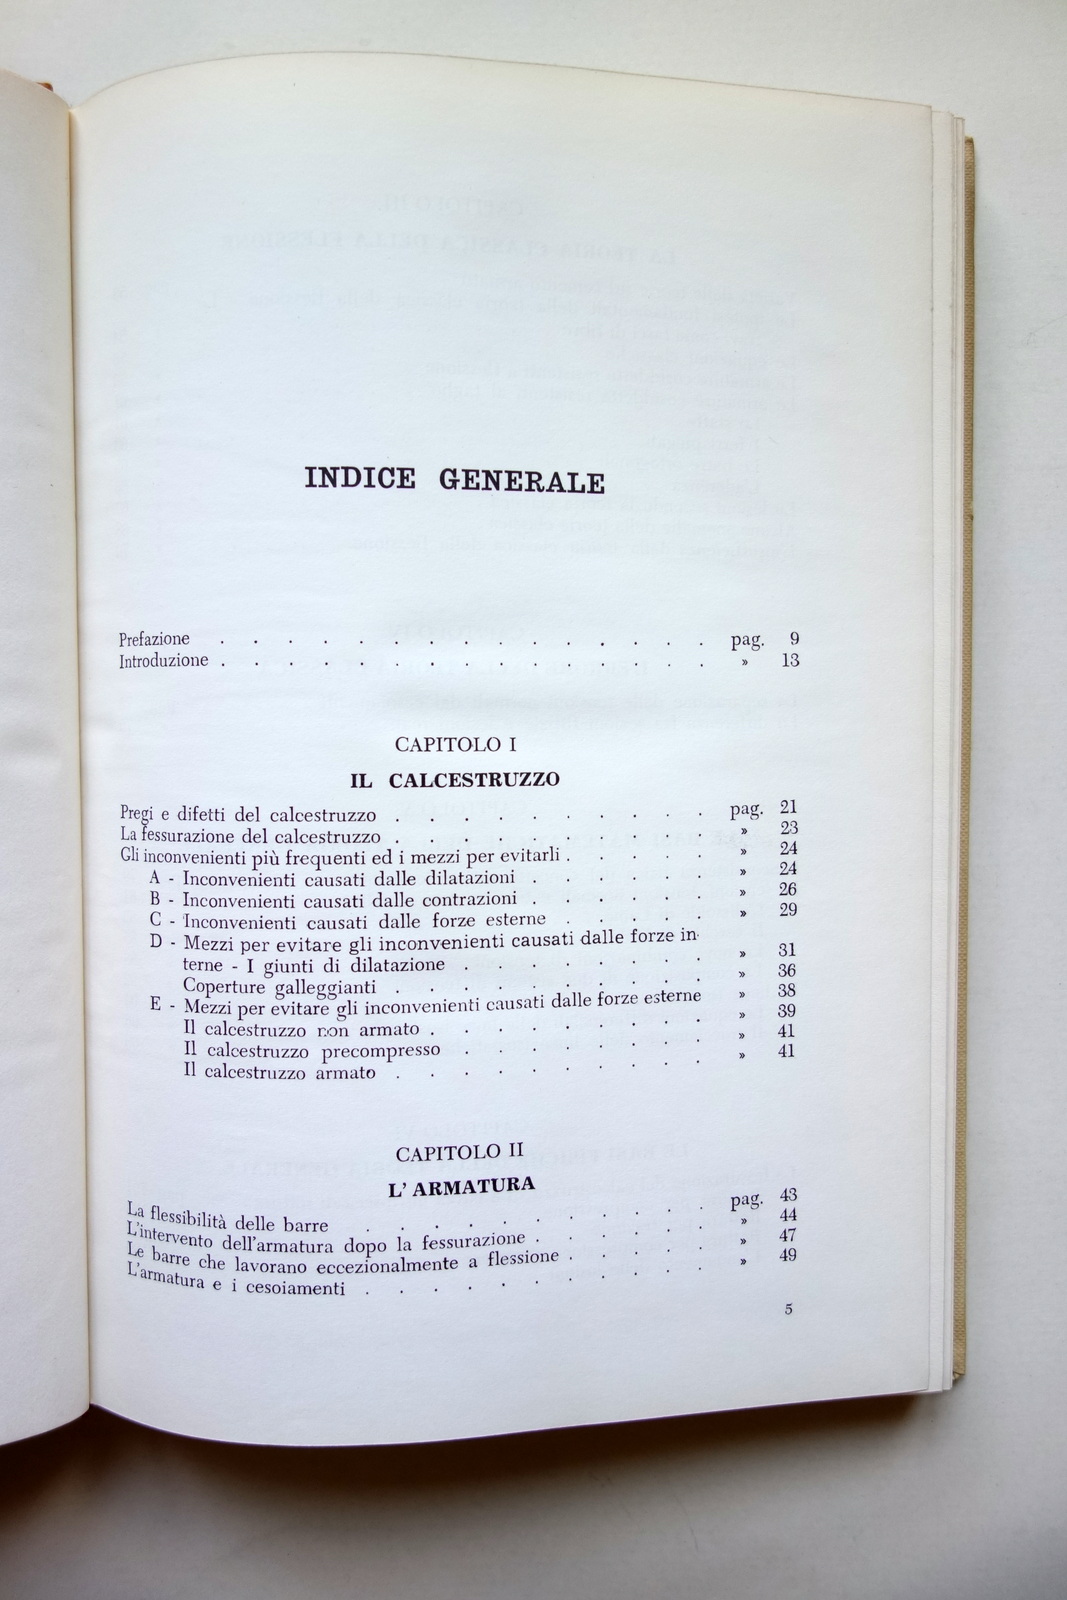 INDICE GENERALE
Prefazione . . . . . . . . . . . . . . . pag. 9
Introduzione . . . . . . . . . . . . . . . » 13
CAPITOLO I
IL CALCESTRUZZO
Pregi e difetti del calcestruzzo . . . . . . . . . . pag. 21
La fessurazione del calcestruzzo . . . . . . . . . . » 23
Gli inconvenienti più frequenti ed i mezzi per evitarli . . . . . » 24
A - Inconvenienti causati dalle dilatazioni . . . . . . » 24
B - Inconvenienti causati dalle contrazioni . . . . . . » 26
C - Inconvenienti causati dalle forze esterne . . . . . » 29
D - Mezzi per evitare gli inconvenienti causati dalle forze in-
terne - I giunti di dilatazione . . . . . . . . » 31
Coperture galleggianti . . . . . . . . . . » 36
E - Mezzi per evitare gli inconvenienti causati dalle forze esterne » 38
Il calcestruzzo non armato . . . . . . . . . » 39
Il calcestruzzo precompresso . . . . . . . . » 41
Il calcestruzzo armato . . . . . . . . . . » 41
CAPITOLO II
L'ARMATURA
La flessibilità delle barre . . . . . . . . . . pag. 43
L'intervento dell'armatura dopo la fessurazione . . . . . . » 44
Le barre che lavorano eccezionalmente a flessione . . . . . » 47
L'armatura e i cesoiamenti . . . . . . . . . . » 49
5